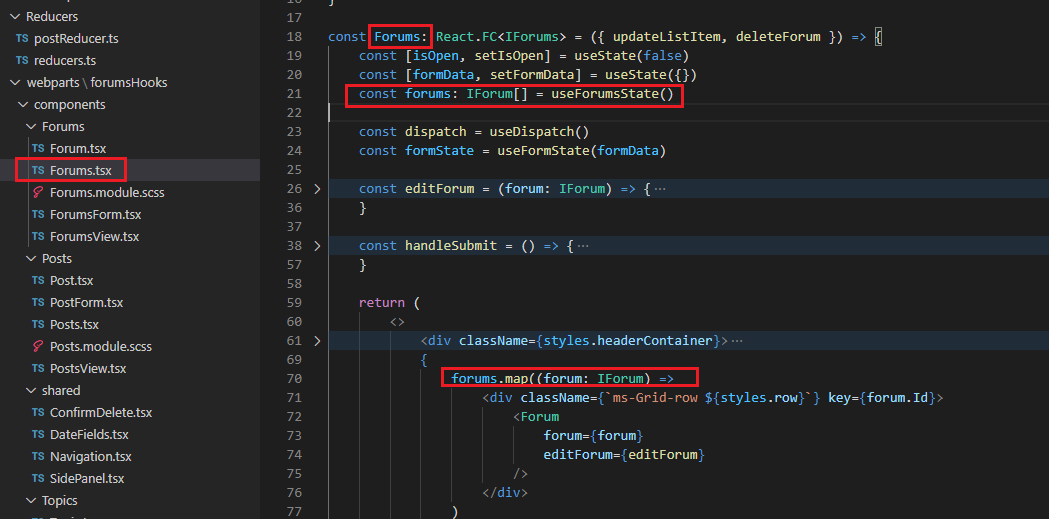 Reducers
TS postReducer.ts
TS reducers.ts
webparts \ forumsHooks
components
Forums
TS Forum.tsx
TS Forums.tsx
Forums.module.scss
TS ForumsForm.tsx
TS ForumsView.tsx
Posts
TS Post.tsx
TS PostForm.tsx
TS Posts.tsx
Posts.module.scss
TS PostsView.tsx
shared
TS ConfirmDelete.tsx
TS DateFields.tsx
TS Navigation.tsx
TS SidePanel.tsx
Topics
16 }
17
18 const Forums: React.FC<IForums> = ({ updateListItem, deleteForum }) => {
19 const [isOpen, setIsOpen] = useState(false)
20 const [formData, setFormData] = useState({})
21 const forums: IForum[] = useForumsState()
22
23 const dispatch = useDispatch()
24 const formState = useFormState(formData)
25
26 const editForum = (forum: IForum) => {…
36 }
37
38 const handleSubmit = () => {…
57 }
58
59 return (
60 <>
61 <div className={styles.headerContainer}>…
69 {
70 forums.map((forum: IForum) =>
71 <div className={`ms-Grid-row ${styles.row}`} key={forum.Id}>
72 <Forum
73 forum={forum}
74 editForum={editForum}
75 />
76 </div>
77 )